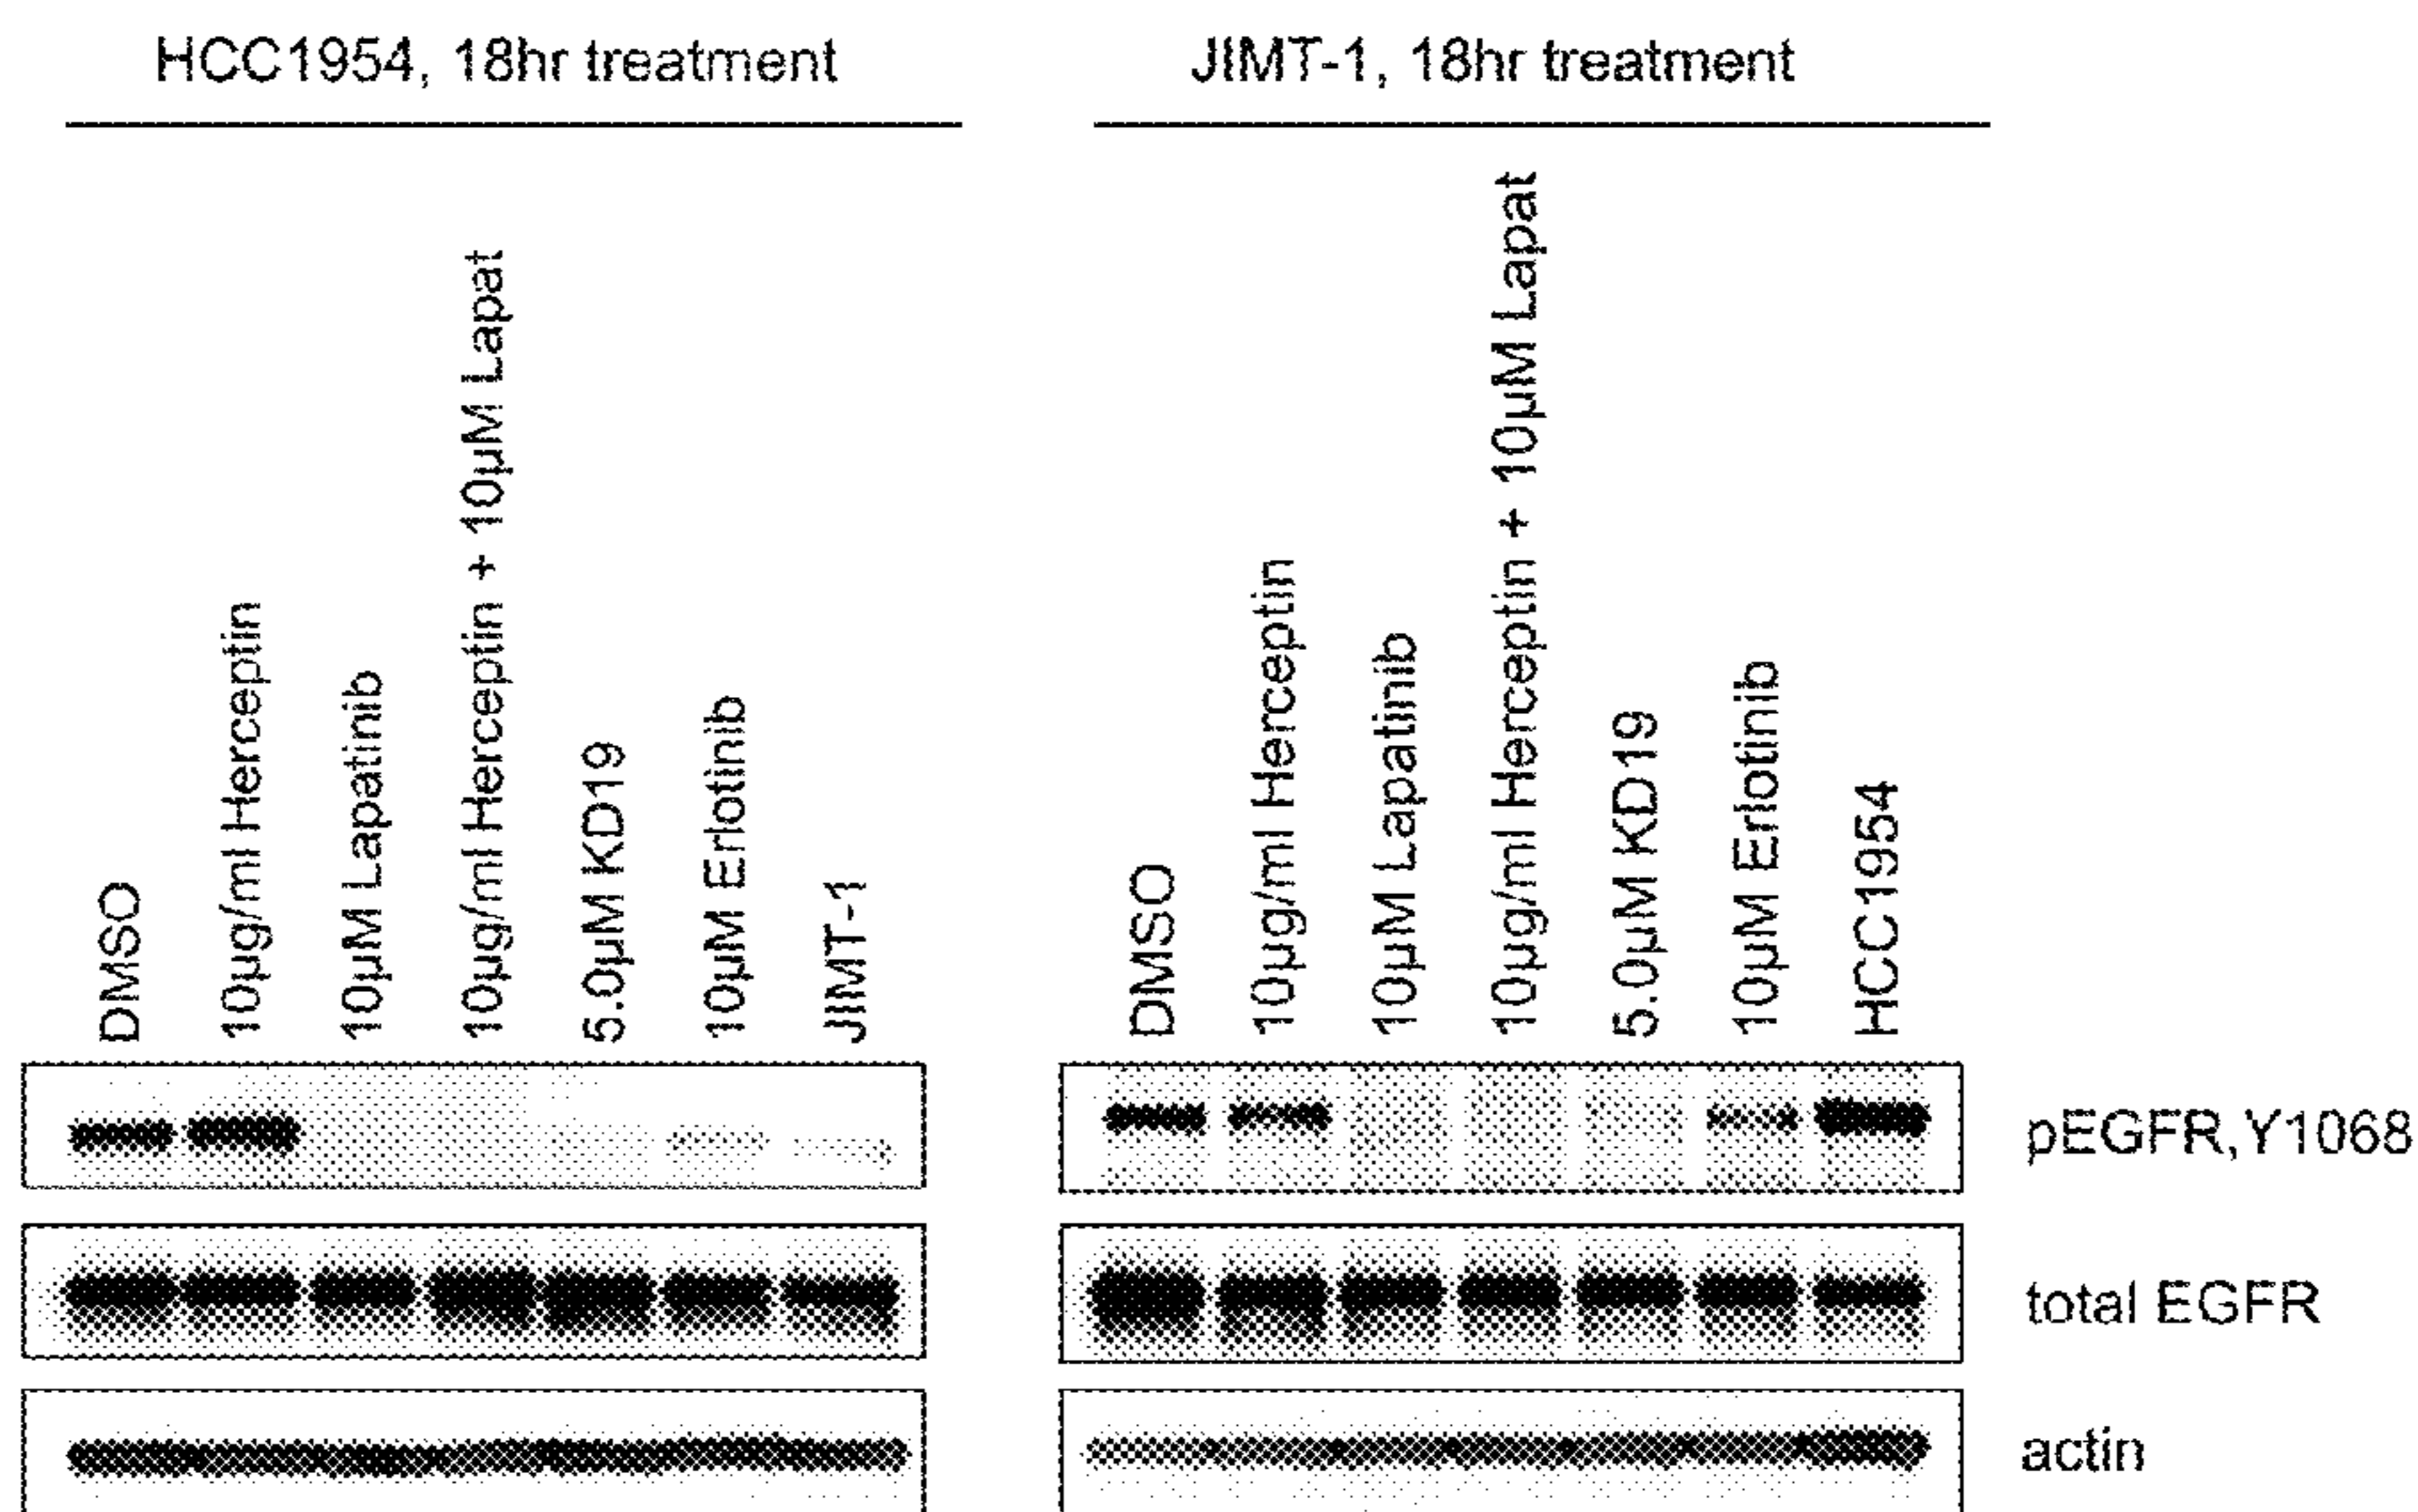 HCC1954, 18hr treatment
DMSO
10µg/ml Herceptin
10µM Lapatinib
10µg/ml Herceptin + 10µM Lapat
5.0µM KD19
10µM Erlotinib
JIMT-1
JIMT-1, 18hr treatment
DMSO
10µg/ml Herceptin
10µM Lapatinib
10µg/ml Herceptin + 10µM Lapat
5.0µM KD19
10µM Erlotinib
HCC1954
pEGFR,Y1068
total EGFR
actin